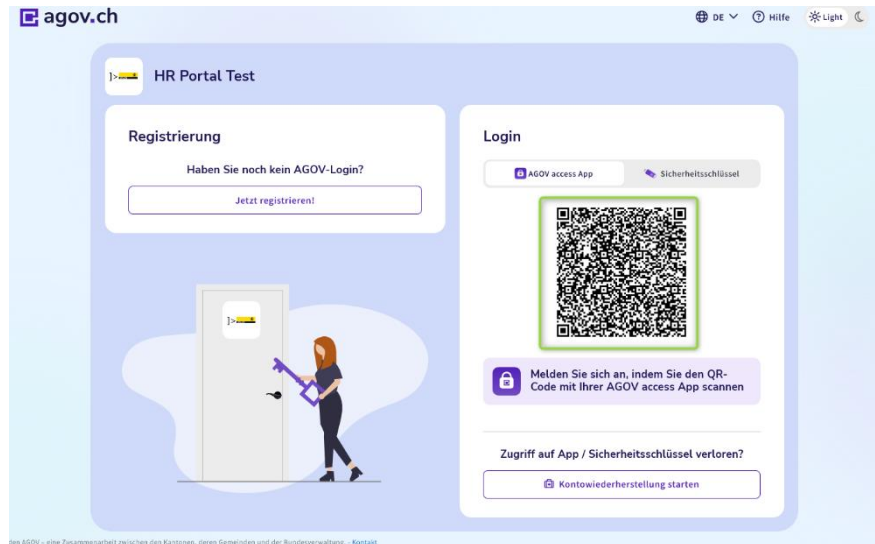 agov.ch
DE
Hilfe
Light
HR Portal Test
Registrierung
Haben Sie noch kein AGOV-Login?
Jetzt registrieren!
Login
AGOV access App
Sicherheitsschlüssel
Melden Sie sich an, indem Sie den QR-
Code mit Ihrer AGOV access App scannen
Zugriff auf App / Sicherheitsschlüssel verloren?
Kontowiederherstellung starten
den AGOV – eine Zusammenarbeit zwischen den Kantonen, deren Gemeinden und der Bundesverwaltung. - Kontakt